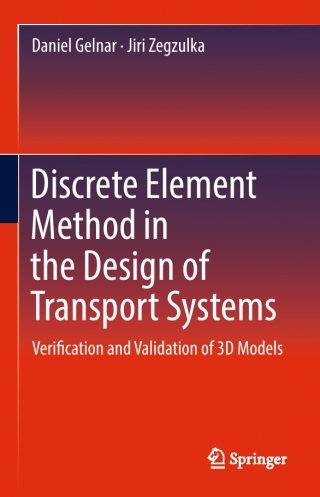 Daniel Gelnar · Jiri Zegzulka
Discrete Element
Method in
the Design of
Transport Systems
Verification and Validation of 3D Models
Springer